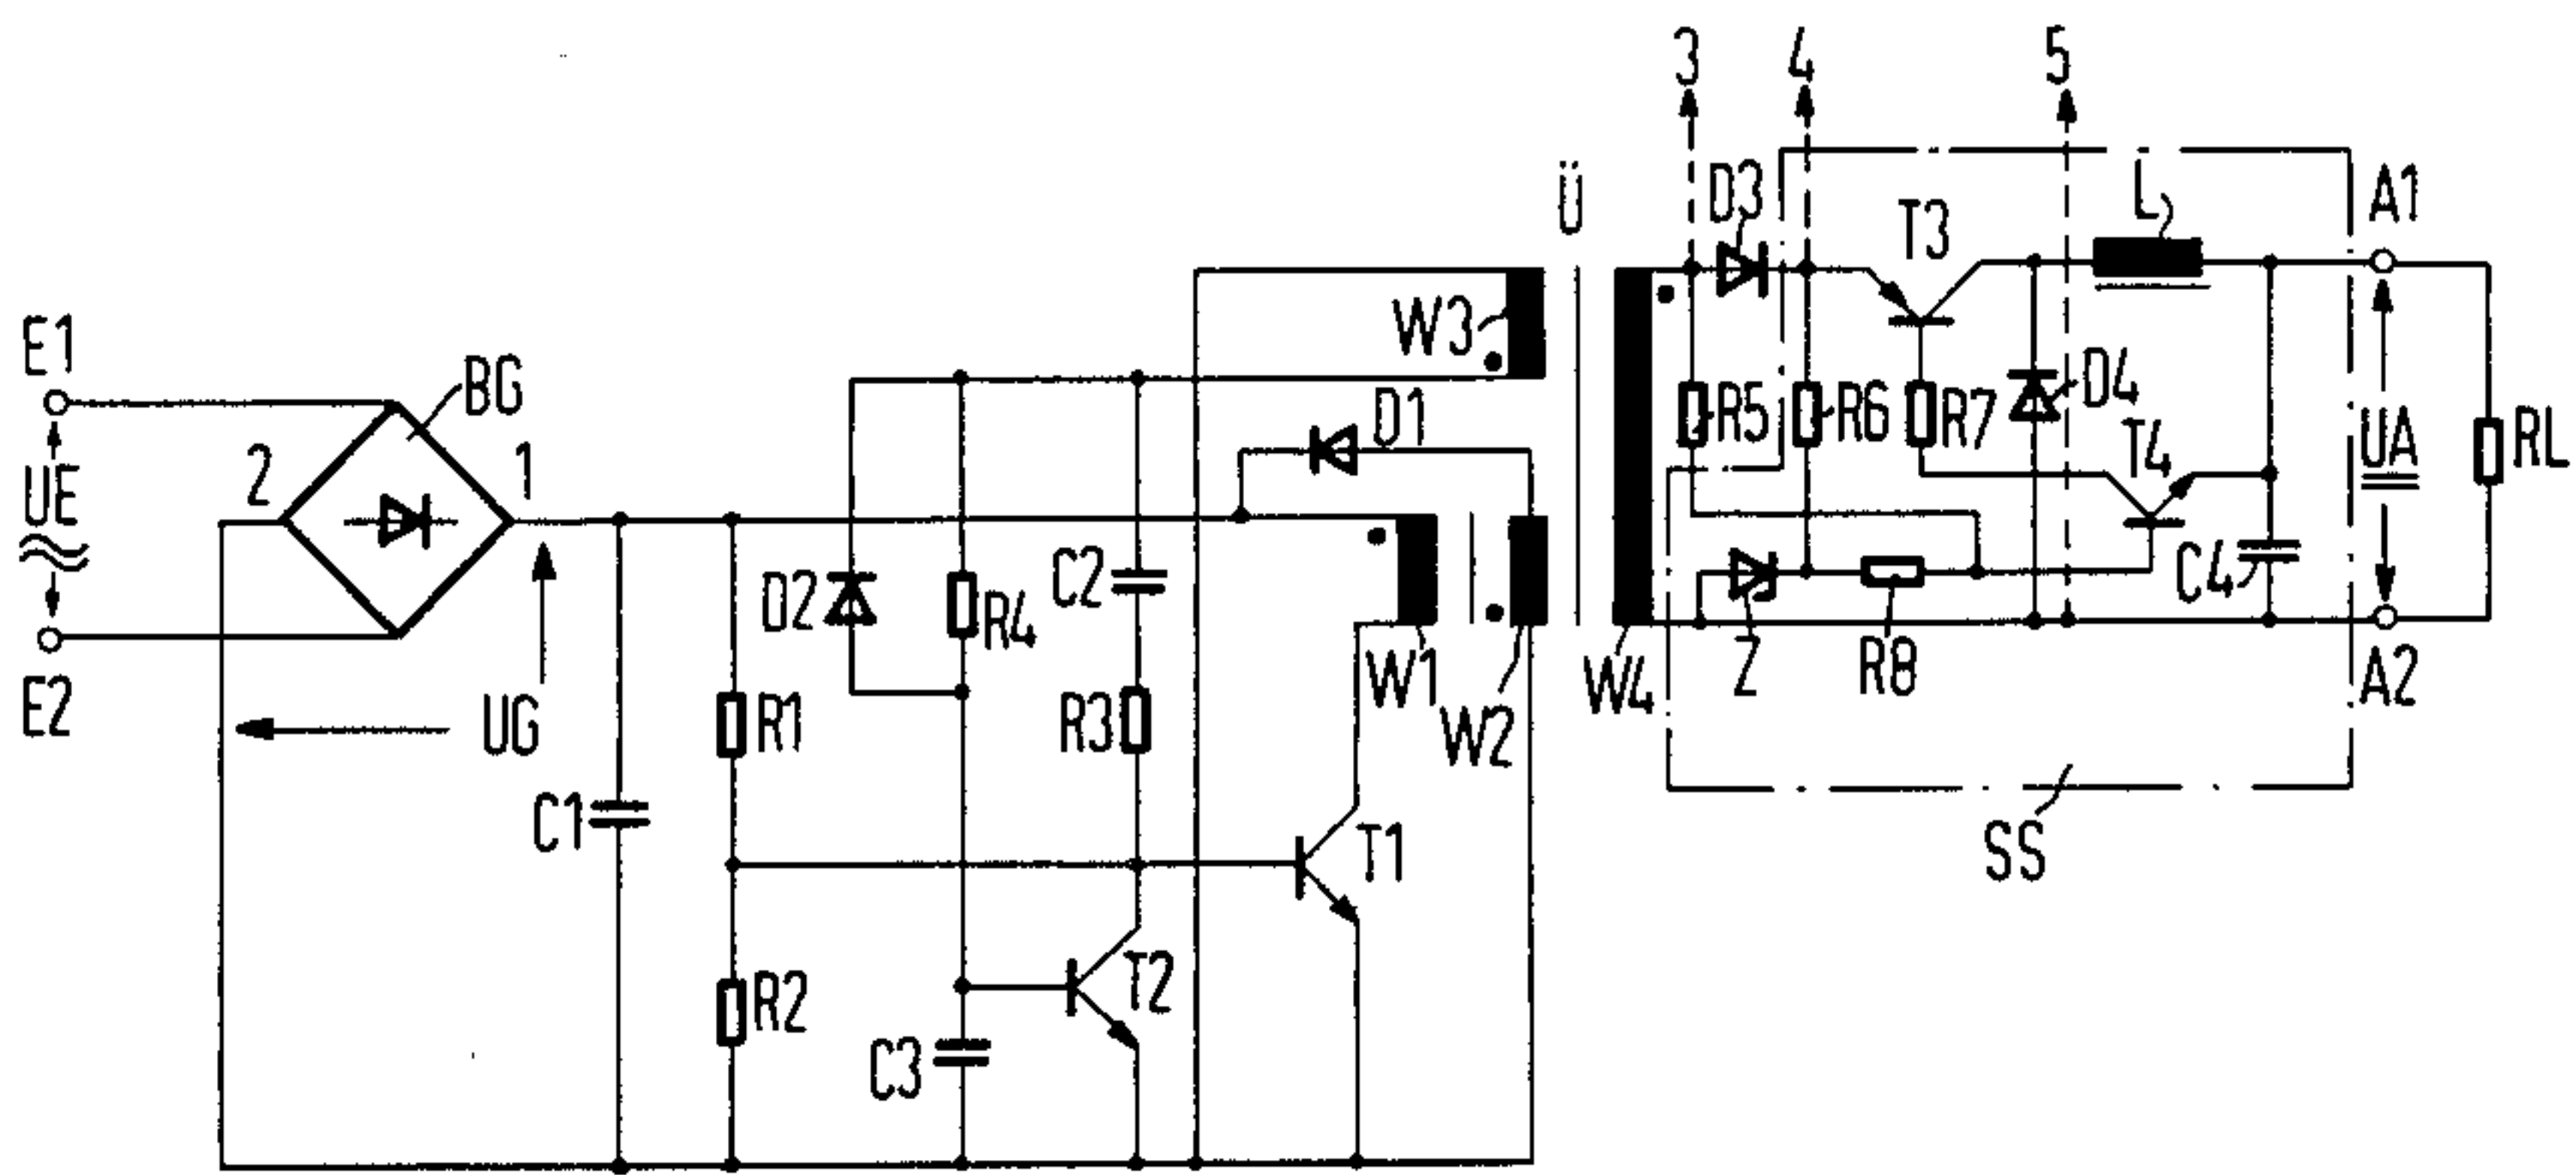 3
4
5
Ü
D3
T3
L
A1
E1
BG
W3
D1
R5
R6
R7
D4
T4
UA
RL
2
1
UE
D2
R4
C2
C4
E2
UG
R1
R3
W1
W2
W4
Z
R8
A2
C1
T1
SS
R2
T2
C3